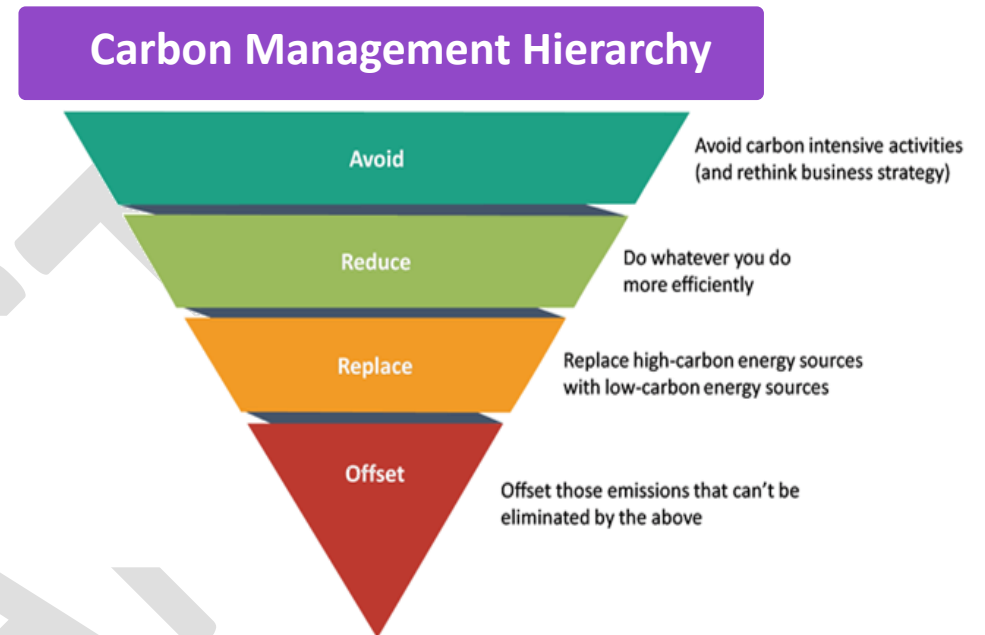 Carbon Management Hierarchy
Avoid
Avoid carbon intensive activities
(and rethink business strategy)
Reduce
Do whatever you do
more efficiently
Replace
Replace high-carbon energy sources
with low-carbon energy sources
Offset
Offset those emissions that can't be
eliminated by the above